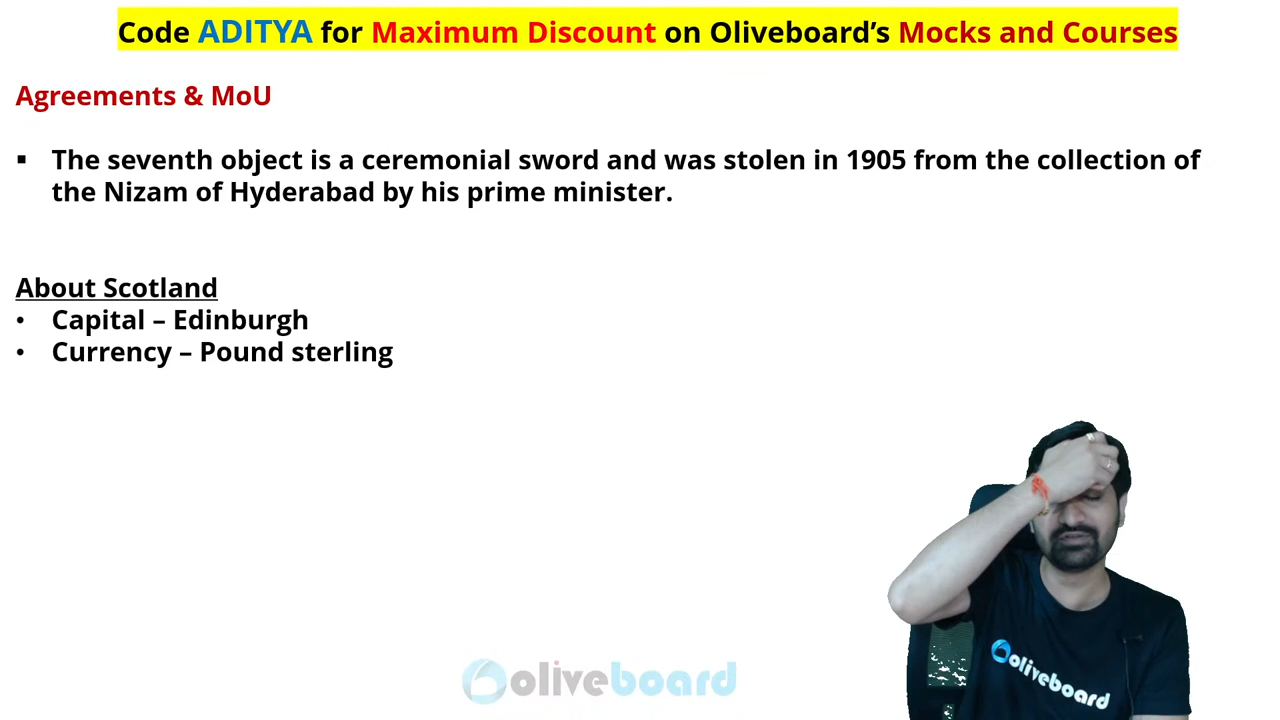 Code ADITYA for Maximum Discount on Oliveboard’s Mocks and Courses
Agreements & MoU
▪ The seventh object is a ceremonial sword and was stolen in 1905 from the collection of
the Nizam of Hyderabad by his prime minister.
About Scotland
• Capital – Edinburgh
• Currency – Pound sterling
oliveboard
oliveboard